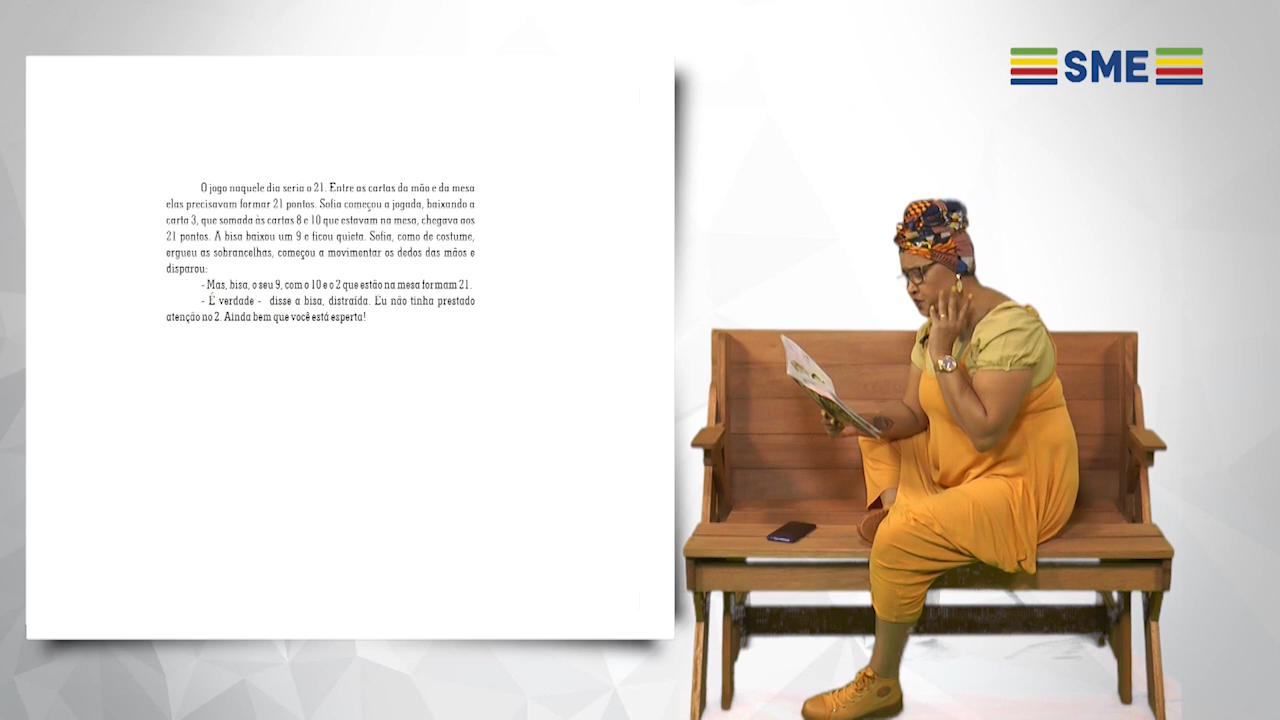 SME
O jogo naquele dia seria o 21. Entre as cartas da mão e da mesa
elas precisavam formar 21 pontos. Sofia começou a jogada, baixando a
carta 3, que somada às cartas 8 e 10 que estavam na mesa, chegava aos
21 pontos. A bisa baixou um 9 e ficou quieta. Sofia, como de costume,
ergueu as sobrancelhas, começou a movimentar os dedos das mãos e
disparou:
- Mas, bisa, o seu 9, com o 10 e o 2 que estão na mesa formam 21.
- É verdade - disse a bisa, distraída. Eu não tinha prestado
atenção no 2. Ainda bem que você está esperta!